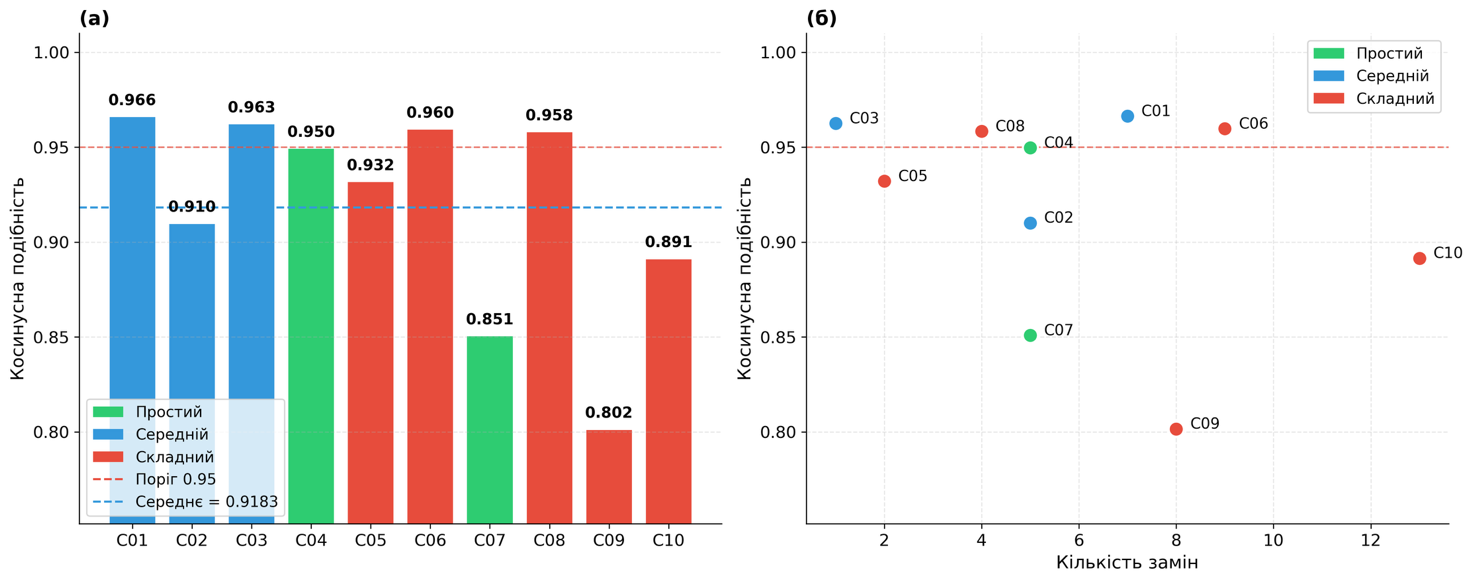 (а)
Косинусна подібність
1.00
0.95
0.90
0.85
0.80
0.966
0.910
0.963
0.950
0.932
0.960
0.851
0.958
0.802
0.891
Простий
Середній
Складний
Поріг 0.95
Середнє = 0.9183
C01 C02 C03 C04 C05 C06 C07 C08 C09 C10
(б)
Косинусна подібність
1.00
0.95
0.90
0.85
0.80
Простий
Середній
Складний
C03
C08
C01
C06
C04
C05
C02
C10
C07
C09
2 4 6 8 10 12
Кількість замін